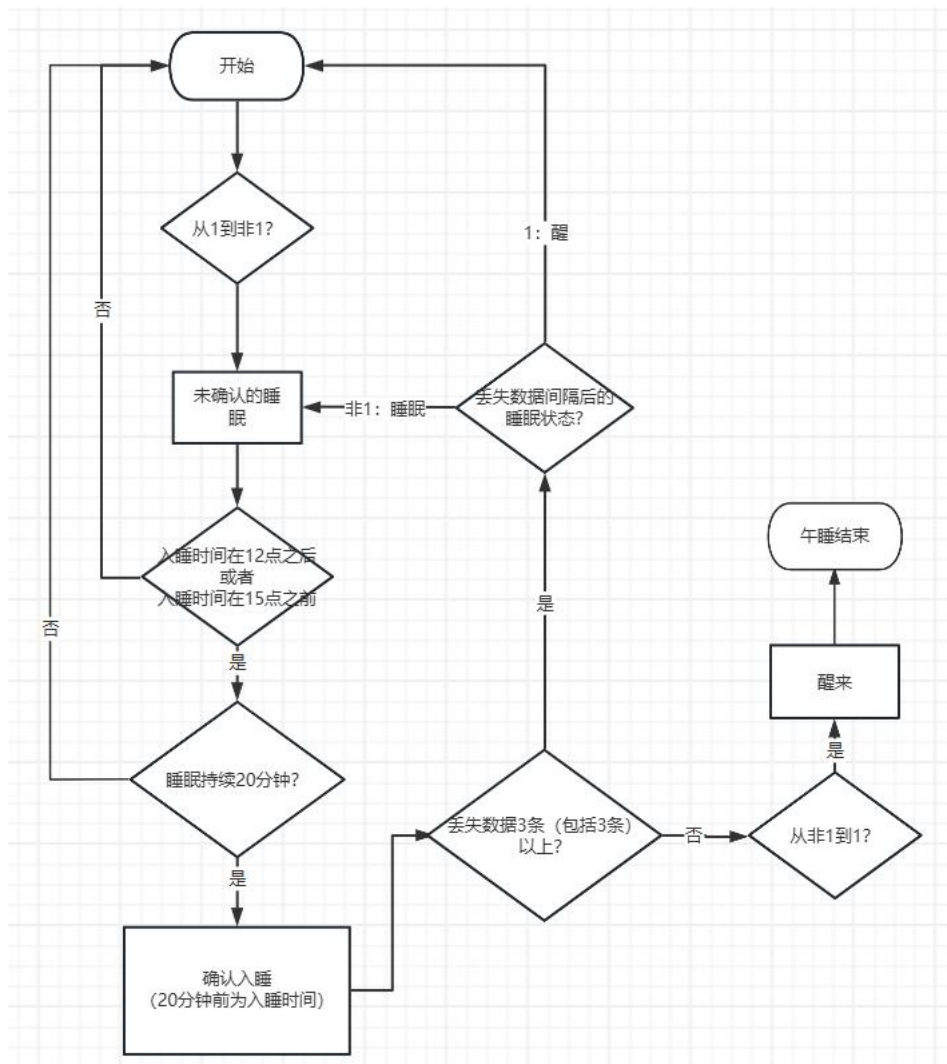 开始
从1到非1?
1：醒
否
未确认的睡
眠
非1：睡眠
丢失数据间隔后的
睡眠状态?
入睡时间在12点之后
或者
入睡时间在15点之前
午睡结束
是
否
是
醒来
睡眠持续20分钟?
是
丢失数据3条（包括3条）
以上?
否
从非1到1?
是
确认入睡
（20分钟前为入睡时间）